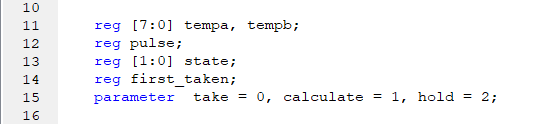 10
11 reg [7:0] tempa, tempb;
12 reg pulse;
13 reg [1:0] state;
14 reg first_taken;
15 parameter take = 0, calculate = 1, hold = 2;
16